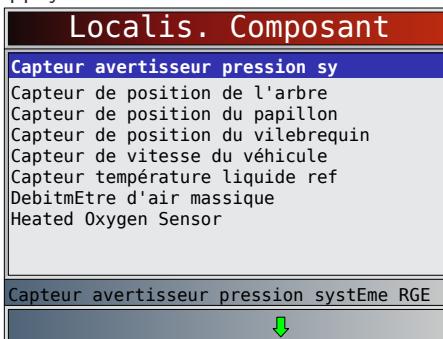 Localis. Composant
Capteur avertisseur pression sy
Capteur de position de l'arbre
Capteur de position du papillon
Capteur de position du vilebrequin
Capteur de vitesse du véhicule
Capteur température liquide ref
DebitmEtre d'air massique
Heated Oxygen Sensor
Capteur avertisseur pression systEme RGE